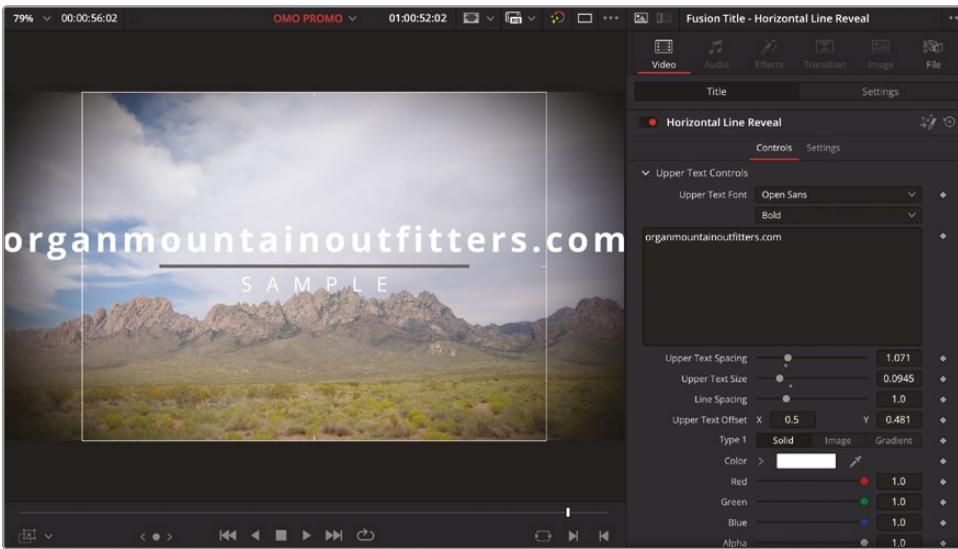 79% 00:00:56:02 OMO PROMO 01:00:52:02 HQ Fusion Title - Horizontal Line Reveal
Video Audio Effects Transition Image File
Title Settings
Horizontal Line Reveal
Controls Settings
Upper Text Controls
Upper Text Font Open Sans
Bold
organmountainoutfitters.com
organmountainoutfitters.com
SAMPLE
Upper Text Spacing 1.071
Upper Text Size 0.0945
Line Spacing 1.0
Upper Text Offset X 0.5 Y 0.481
Type 1 Solid Image Gradient
Color
Red 1.0
Green 1.0
Blue 1.0
Alpha 1.0